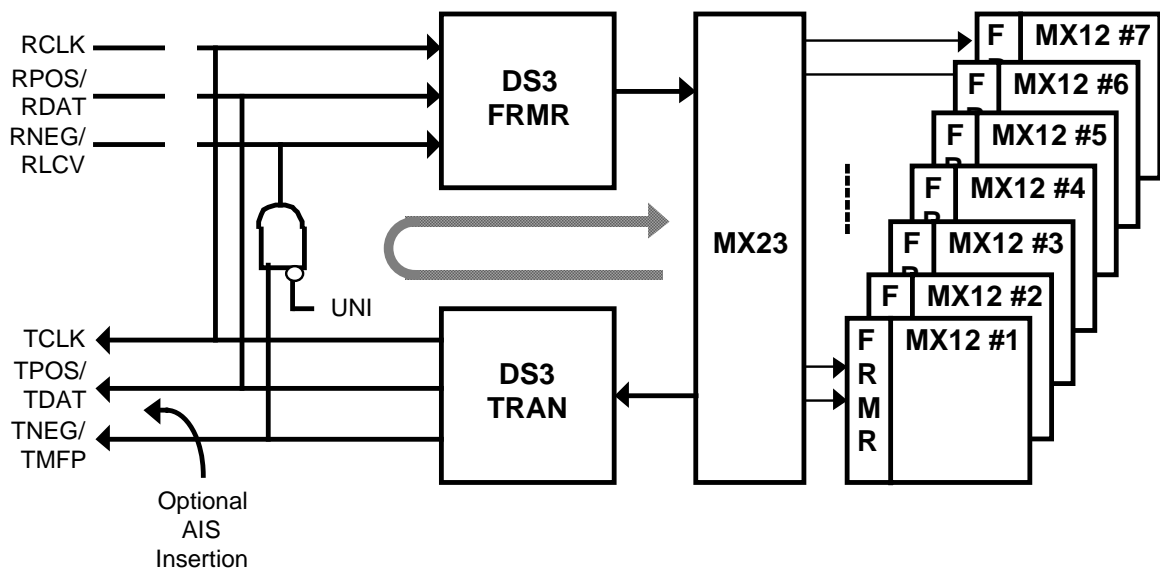 RCLK
RPOS/
RDAT
RNEG/
RLCV
DS3
FRMR
MX23
UNI
TCLK
TPOS/
TDAT
TNEG/
TMFP
DS3
TRAN
Optional
AIS
Insertion
F
MX12 #7
F
MX12 #6
F
MX12 #5
F
MX12 #4
F
MX12 #3
F
MX12 #2
F
R
M
R
MX12 #1